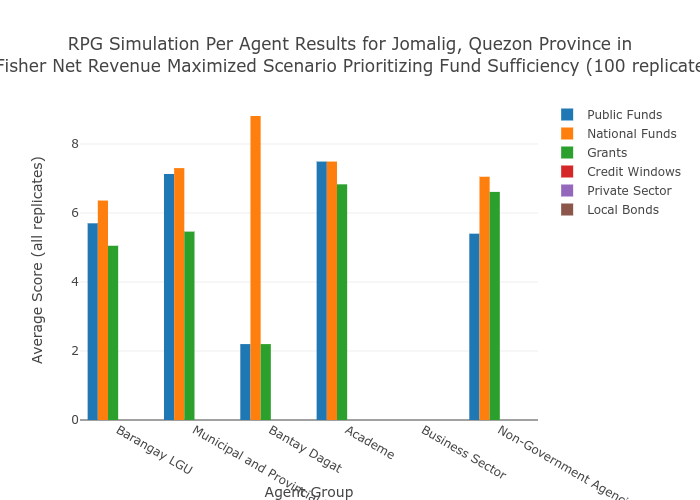 RPG Simulation Per Agent Results for Jomalig, Quezon Province in
Fisher Net Revenue Maximized Scenario Prioritizing Fund Sufficiency (100 replicate
Public Funds
National Funds
Grants
Credit Windows
Private Sector
Local Bonds
Average Score (all replicates)
8
6
4
2
0
Barangay LGU
Municipal and
Bantay Dagat
Academe
Business Sector
Non-Government
Agent Group